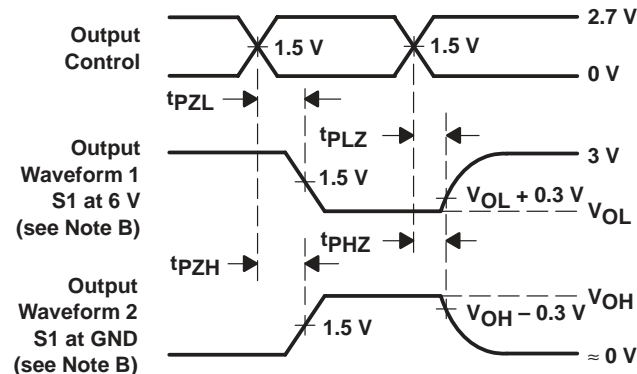 Output
Control
1.5 V
1.5 V
2.7 V
0 V
tPZL
tPLZ
Output
Waveform 1
S1 at 6 V
(see Note B)
1.5 V
3 V
VOL + 0.3 V
VOL
tPZH
tPHZ
Output
Waveform 2
S1 at GND
(see Note B)
1.5 V
VOH
VOH – 0.3 V
≈ 0 V